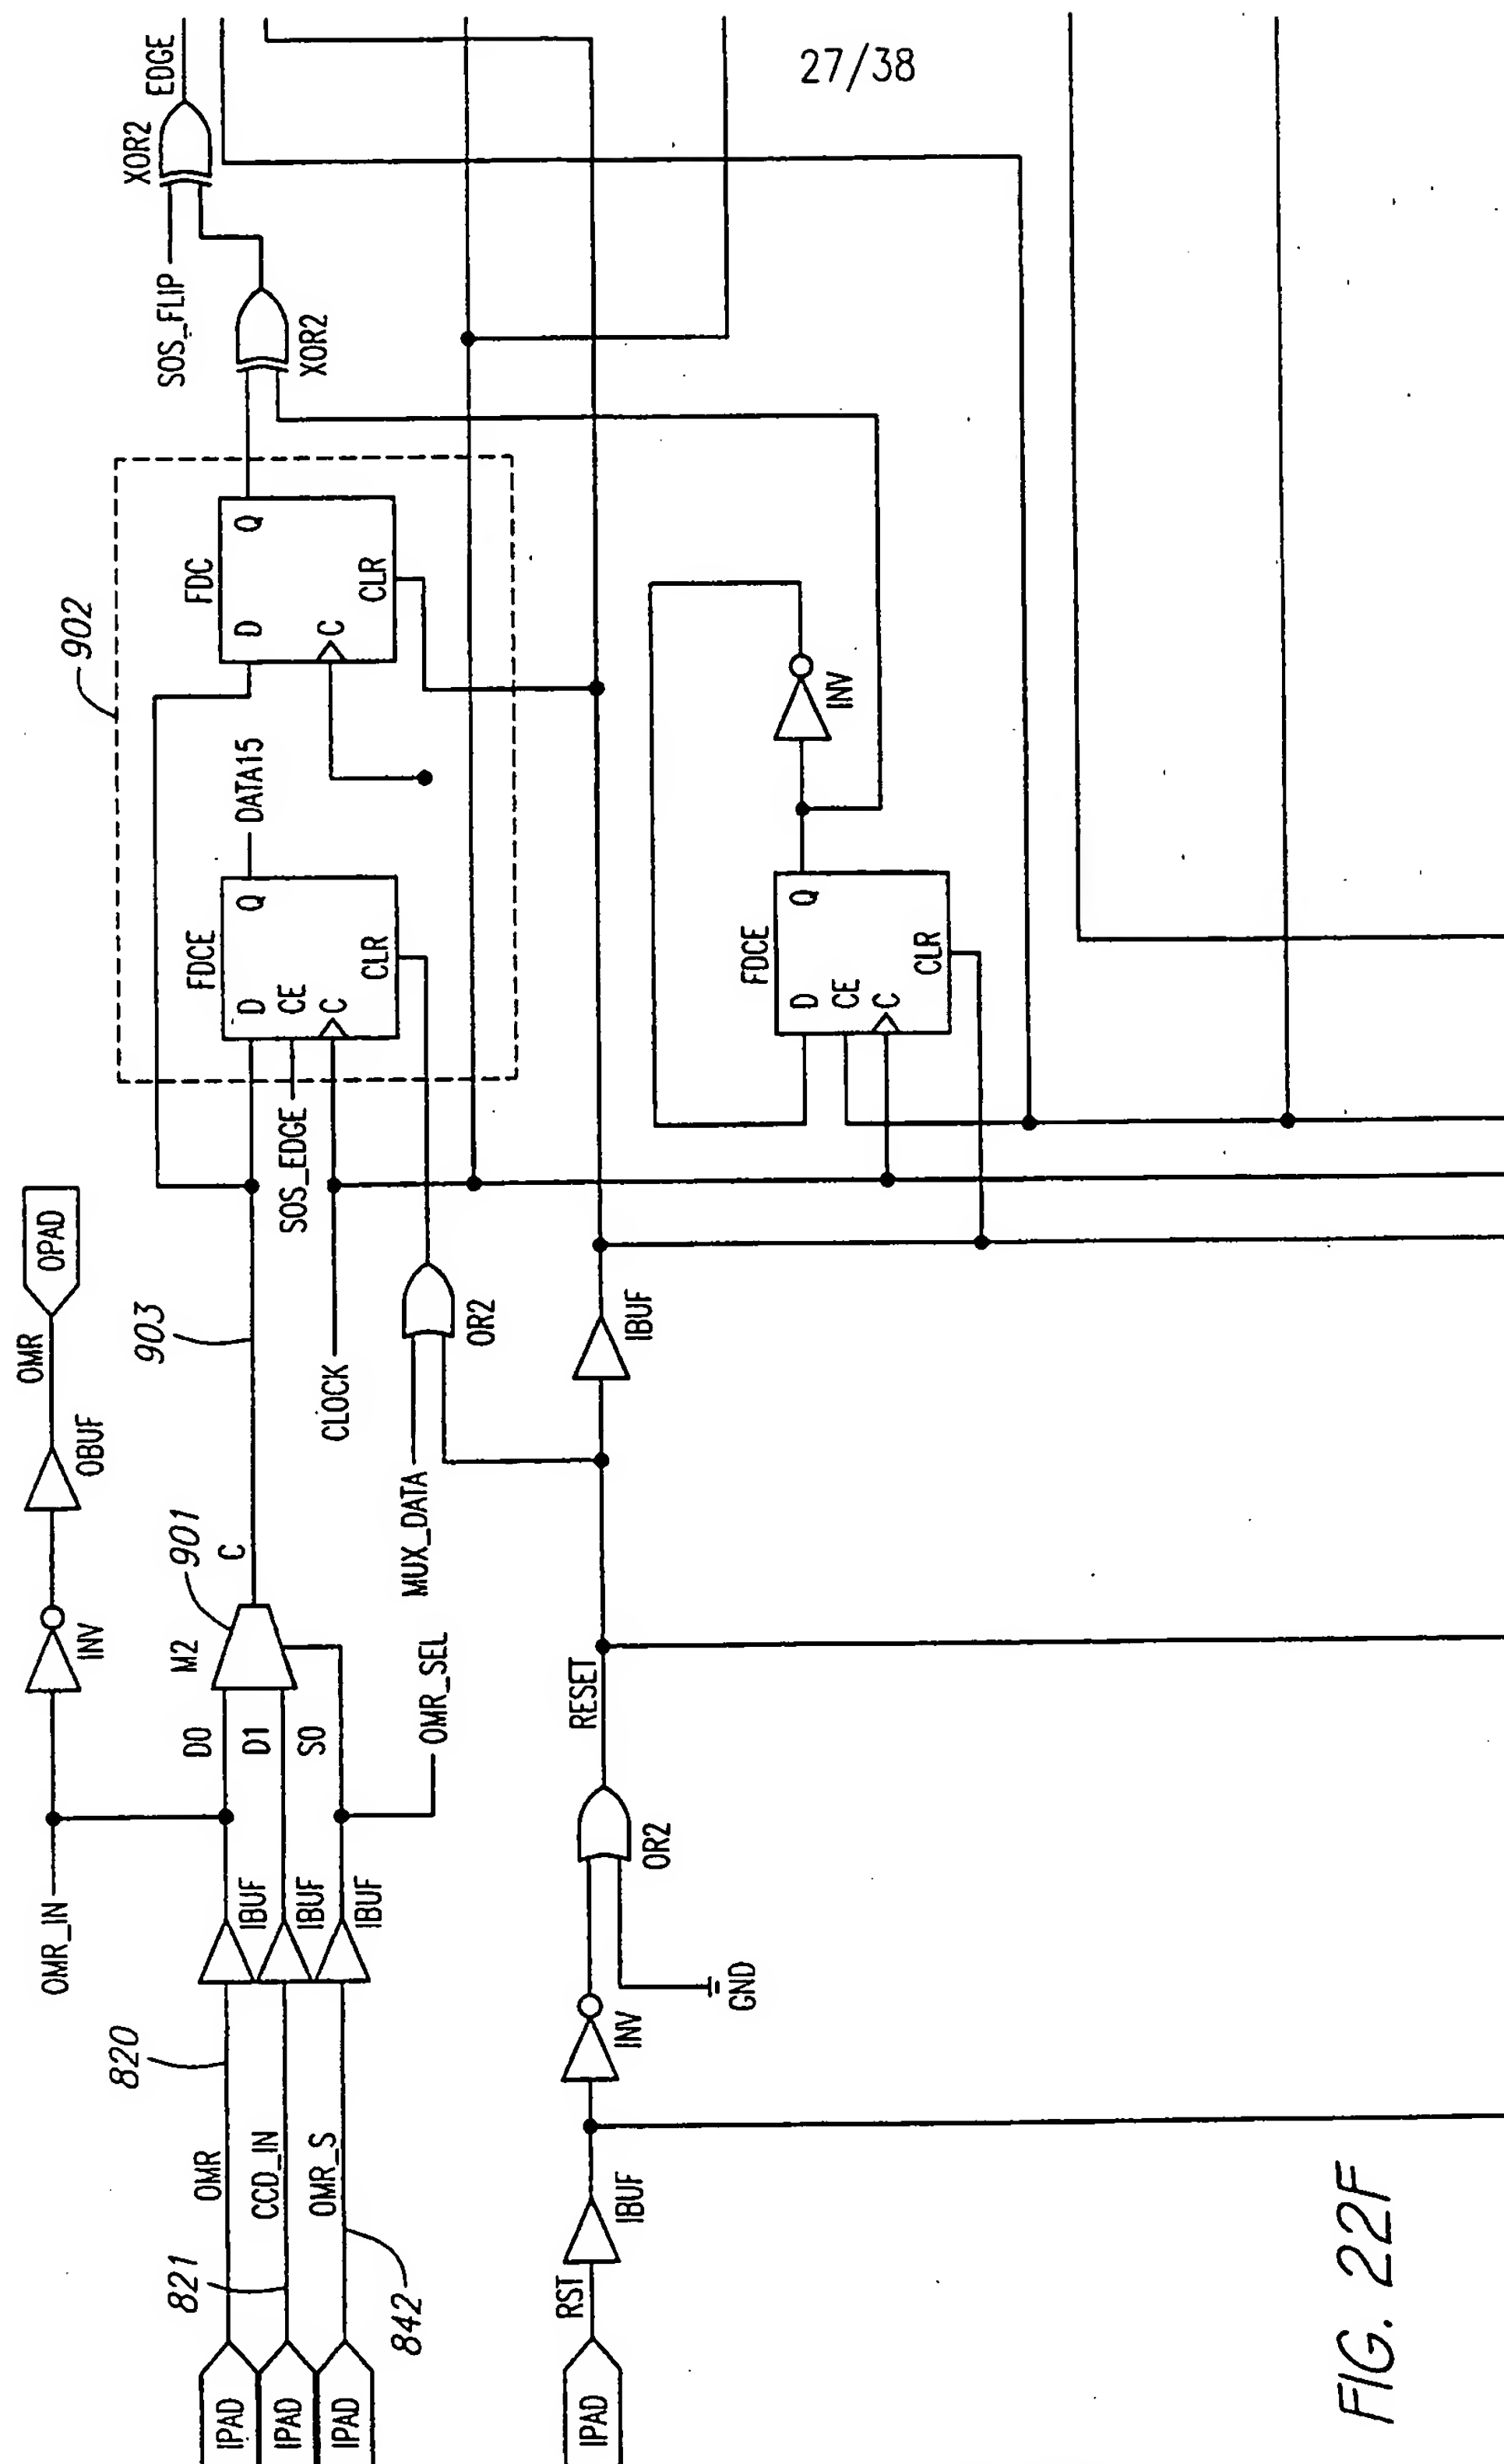 27/38
OMR_IN
INV
OBUF
OMR
OPAD
IPAD
OMR
820
IBUF
D0
M2
901
C
903
IPAD
CCD_IN
821
IBUF
D1
IPAD
OMR_S
842
IBUF
S0
OMR_SEL
902
SOS_EDGE
CLOCK
MUX_DATA
OR2
FDCE
D
CE
C
Q
CLR
DATA15
FDC
D
C
Q
CLR
XOR2
SOS_FLIP
XOR2
EDGE
IPAD
RST
IBUF
INV
GND
OR2
RESET
IBUF
FDCE
D
CE
C
Q
CLR
INV
FIG. 22F